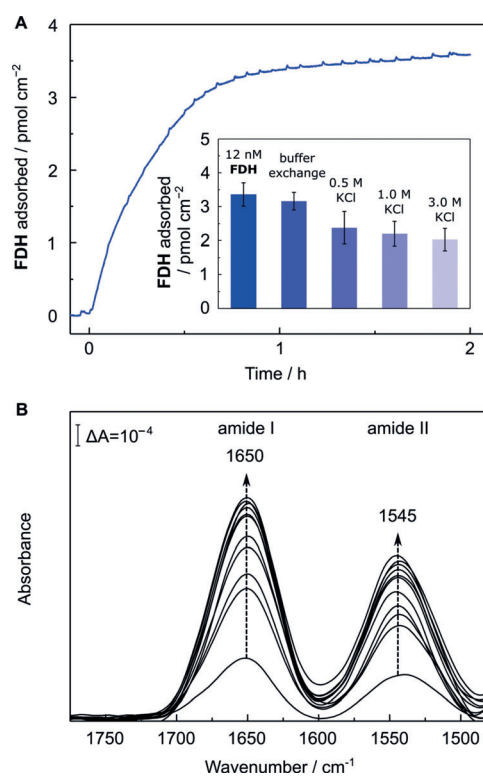 A
4
3
2
1
0
FDH adsorbed / pmol cm⁻²
0
1
2
Time / h
5
4
3
2
1
0
FDH adsorbed
/ pmol cm⁻²
12 nM
FDH
buffer
exchange
0.5 M
KCl
1.0 M
KCl
3.0 M
KCl
B
ΔA=10⁻⁴
amide I
amide II
1650
1545
Absorbance
1750
1700
1650
1600
1550
1500
Wavenumber / cm⁻¹